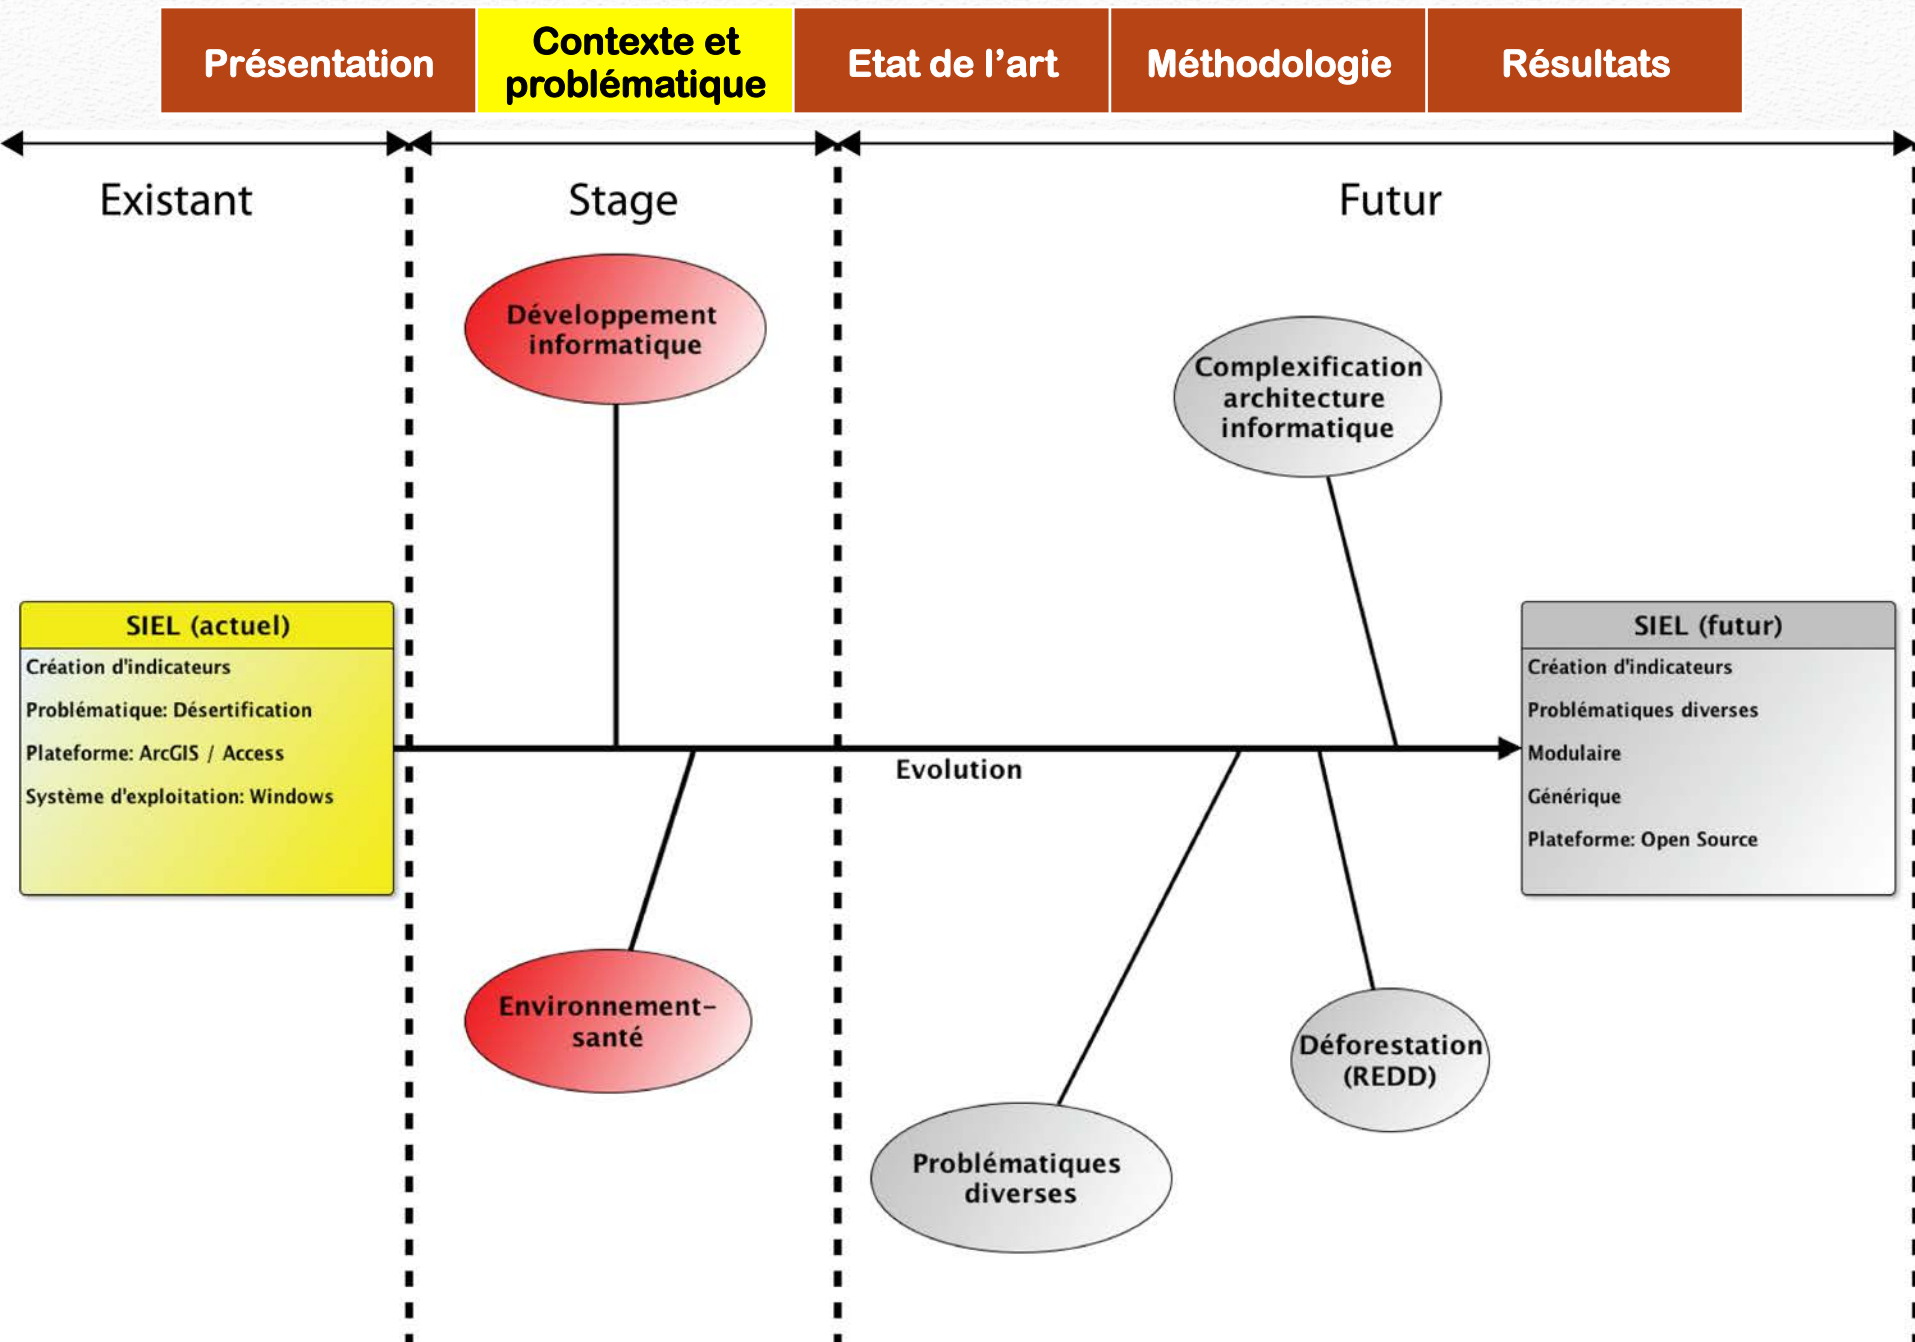 Présentation
Contexte et
problématique
Etat de l’art
Méthodologie
Résultats
Existant
Stage
Futur
Développement
informatique
Complexification
architecture
informatique
SIEL (actuel)
Création d'indicateurs
Problématique: Désertification
Plateforme: ArcGIS / Access
Système d'exploitation: Windows
Evolution
SIEL (futur)
Création d'indicateurs
Problématiques diverses
Modulaire
Générique
Plateforme: Open Source
Environnement-
santé
Déforestation
(REDD)
Problématiques
diverses